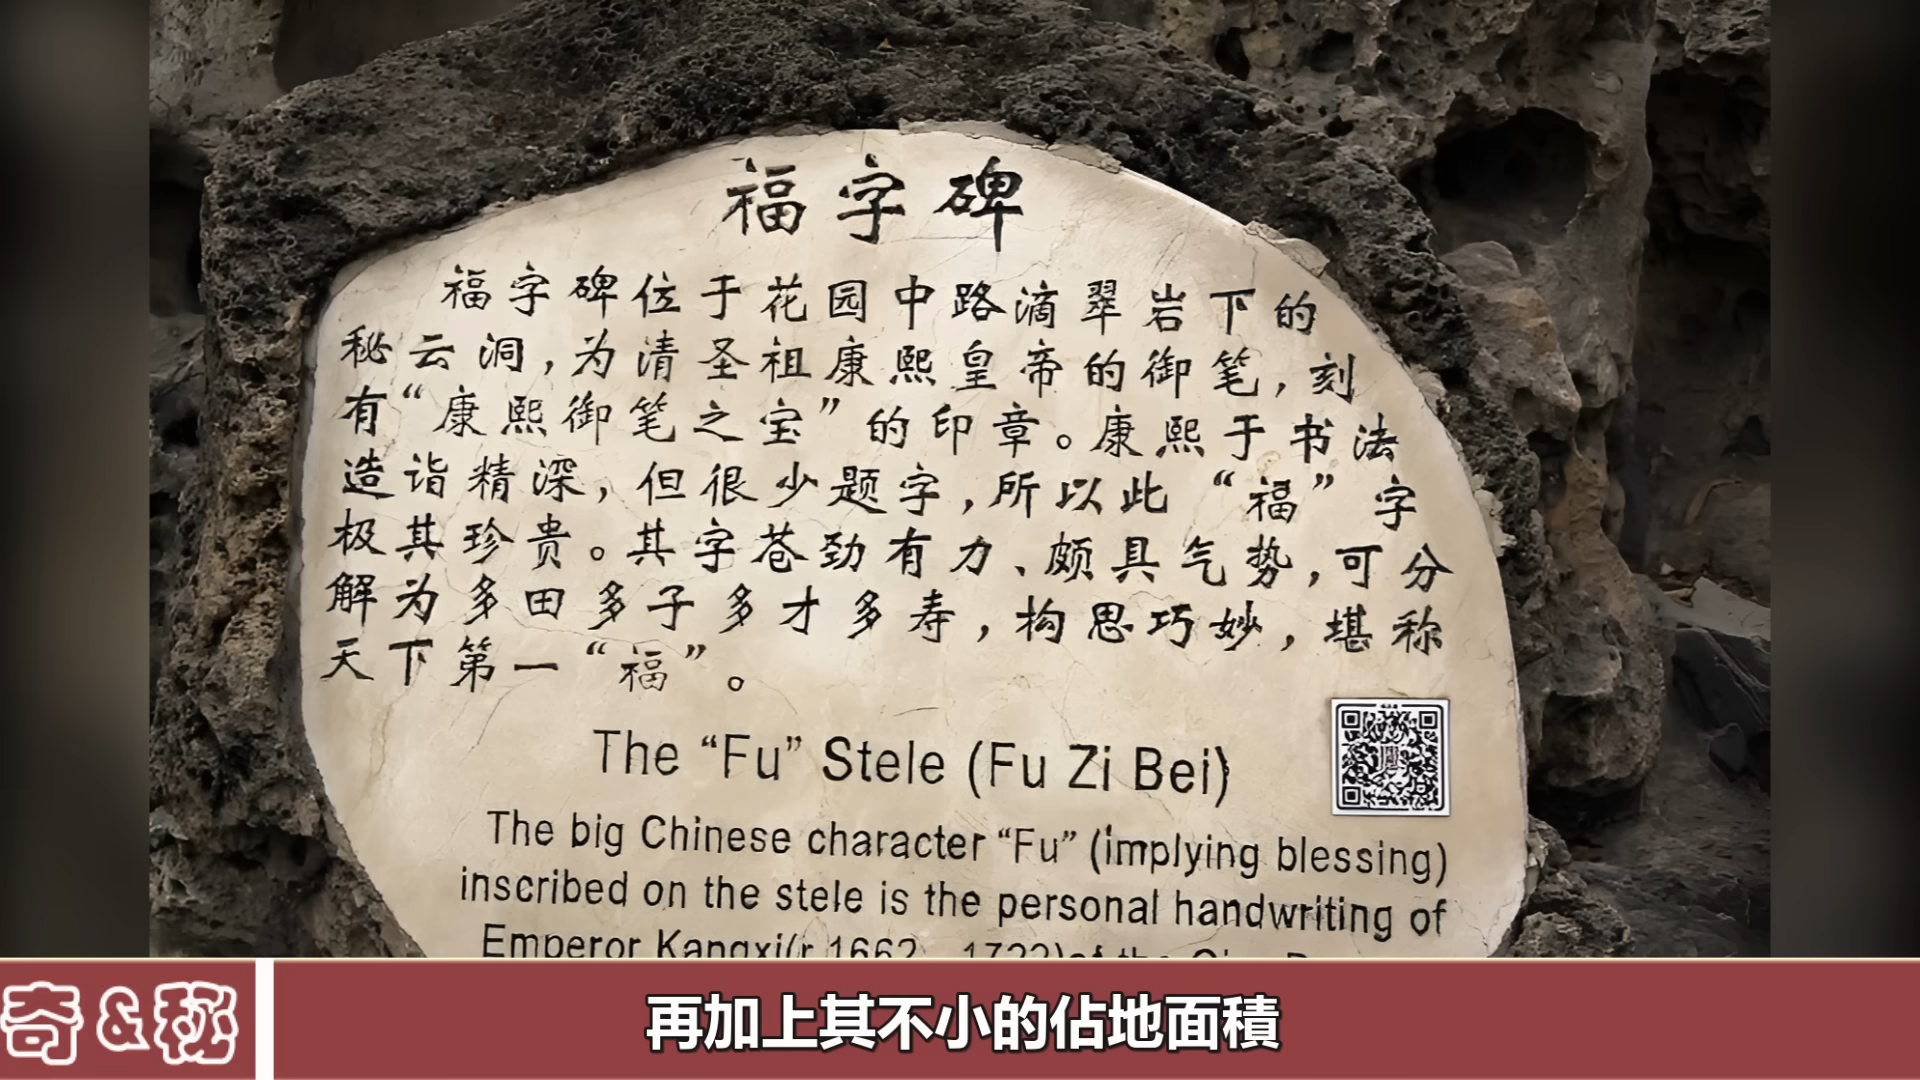 福字碑
福字碑位于花园中路滴翠岩下的
秘云洞,为清圣祖康熙皇帝的御笔,刻
有“康熙御笔之宝”的印章。康熙于书法
造诣精深,但很少题字,所以此“福”字
极其珍贵。其字苍劲有力、颇具气势,可分
解为多田多子多才多寿,构思巧妙,堪称
天下第一“福”。
The “Fu” Stele (Fu Zi Bei)
The big Chinese character “Fu” (implying blessing)
inscribed on the stele is the personal handwriting of
Emperor Kangxi(r.1662
奇&秘
再加上其不小的佔地面積